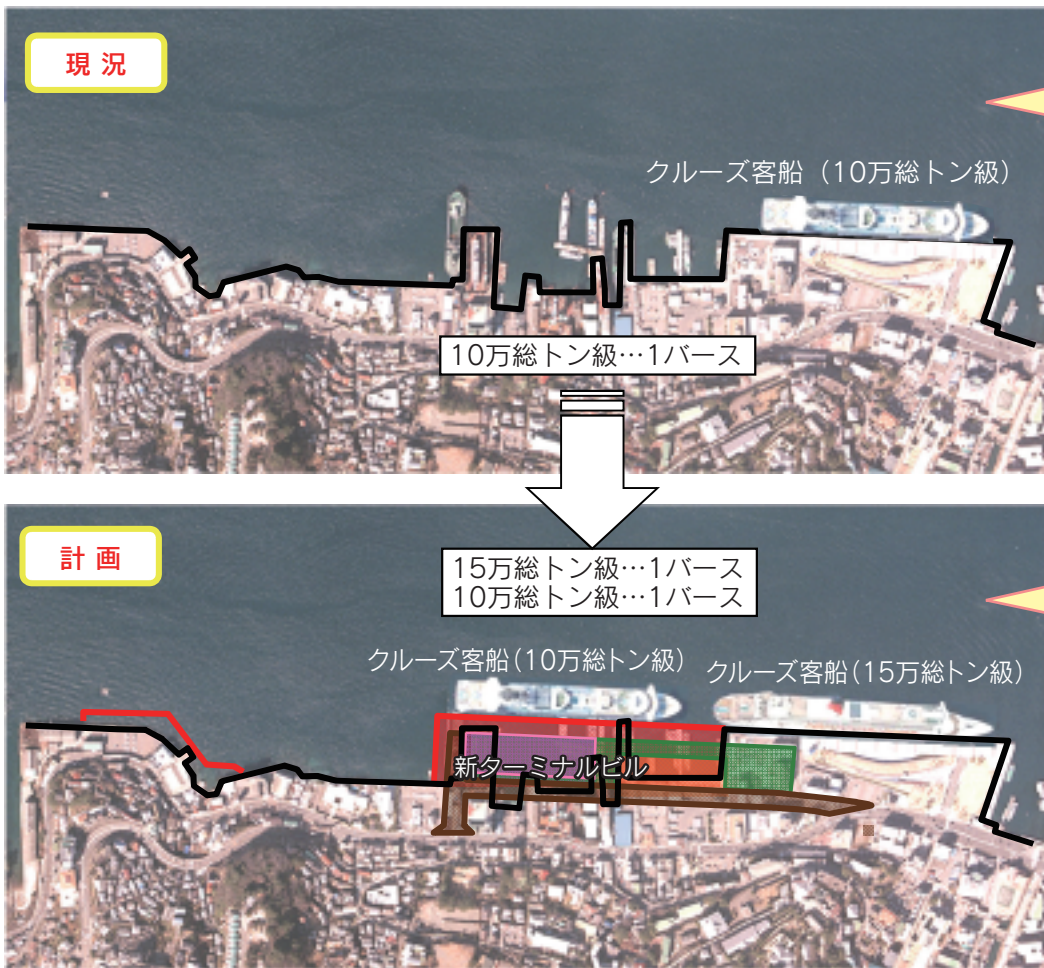 現況
クルーズ客船（10万総トン級）
10万総トン級…1バース
計画
15万総トン級…1バース
10万総トン級…1バース
クルーズ客船(10万総トン級)
クルーズ客船(15万総トン級)
新ターミナルビル